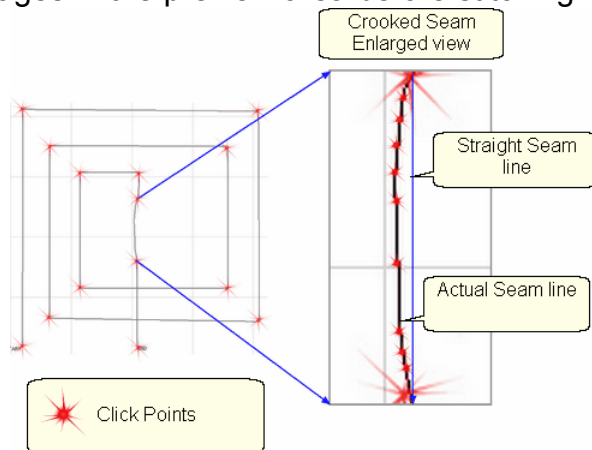 Crooked Seam
Enlarged view
Straight Seam
line
Actual Seam line
Click Points